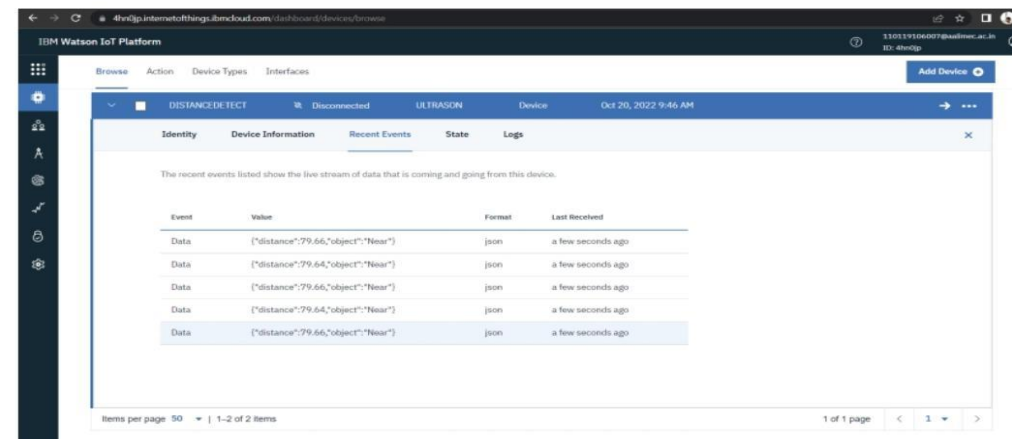 4hn0jp.internetofthings.ibmcloud.com/dashboard/devices/browse
IBM Watson IoT Platform
110119106007@aalimec.ac.in
ID: 4hn0jp
Browse Action Device Types Interfaces
Add Device
DISTANCEDETECT Disconnected ULTRASON Device Oct 20, 2022 9:46 AM
Identity Device Information Recent Events State Logs
The recent events listed show the live stream of data that is coming and going from this device.
Event Value Format Last Received
Data {"distance":79.66,"object":"Near"} json a few seconds ago
Data {"distance":79.64,"object":"Near"} json a few seconds ago
Data {"distance":79.66,"object":"Near"} json a few seconds ago
Data {"distance":79.64,"object":"Near"} json a few seconds ago
Data {"distance":79.66,"object":"Near"} json a few seconds ago
Items per page 50 | 1–2 of 2 items 1 of 1 page < 1 >